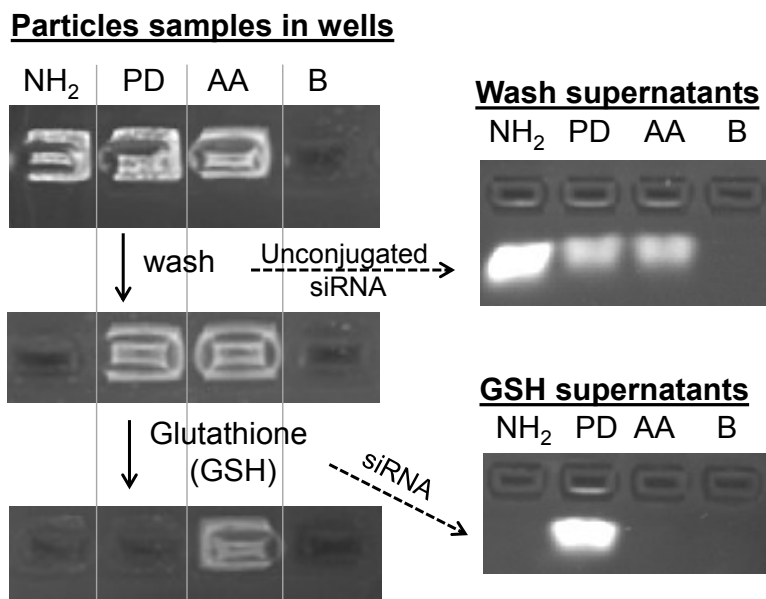 Particles samples in wells
NH₂ PD AA B
wash
Unconjugated
siRNA
Glutathione
(GSH)
siRNA
Wash supernatants
NH₂ PD AA B
GSH supernatants
NH₂ PD AA B